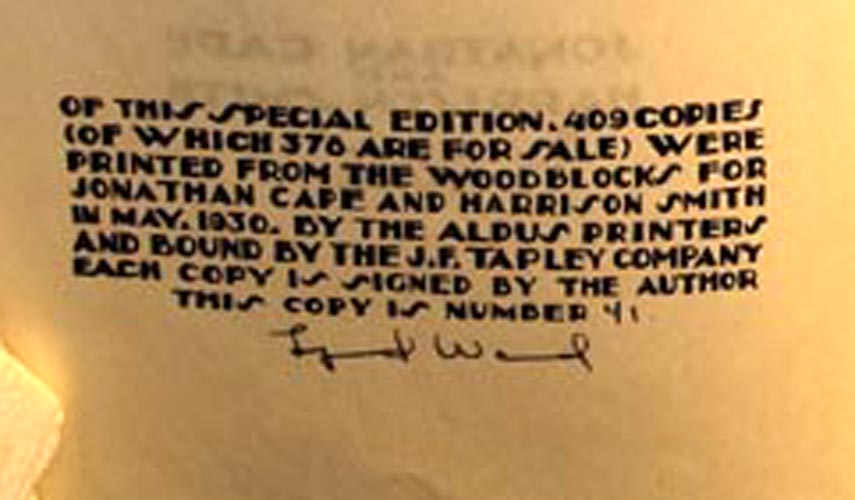 OF THIS SPECIAL EDITION. 409 COPIES
(OF WHICH 378 ARE FOR SALE) WERE
PRINTED FROM THE WOODBLOCKS FOR
JONATHAN CAPE AND HARRISON SMITH
IN MAY. 1930. BY THE ALDUS PRINTERS
AND BOUND BY THE J.F. TAPLEY COMPANY
EACH COPY IS SIGNED BY THE AUTHOR
THIS COPY IS NUMBER 41
Lynd Ward